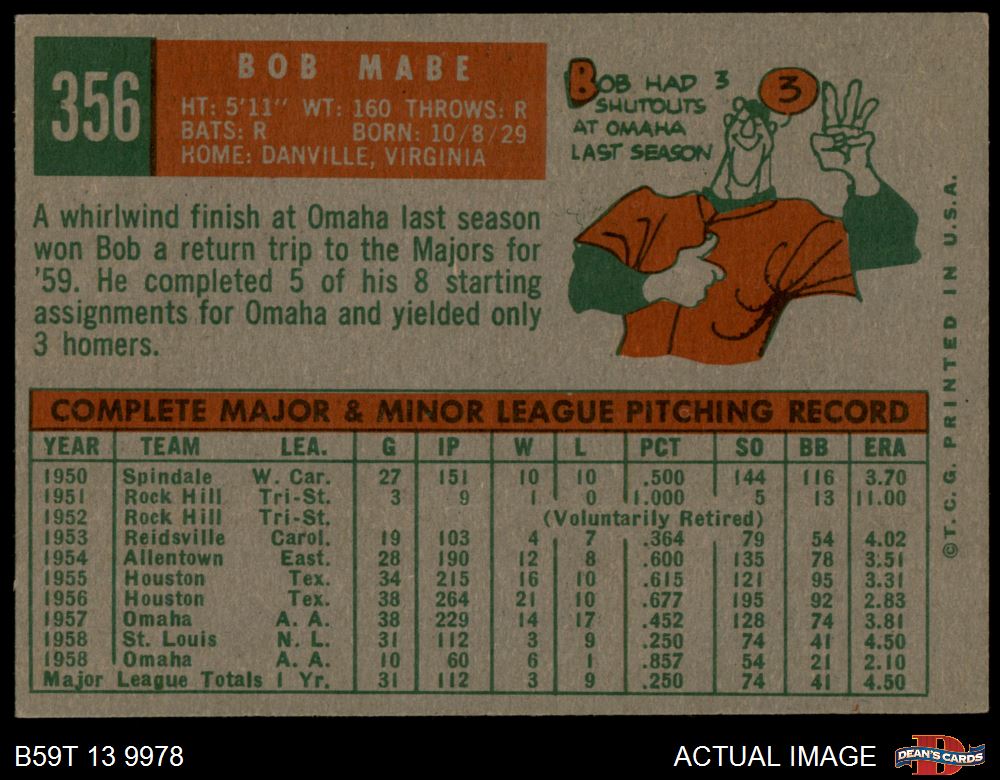 356
BOB MABE
HT: 5'11" WT: 160 THROWS: R
BATS: R BORN: 10/8/29
HOME: DANVILLE, VIRGINIA
BOB HAD 3
SHUTOUTS
AT OMAHA
LAST SEASON
3
A whirlwind finish at Omaha last season
won Bob a return trip to the Majors for
'59. He completed 5 of his 8 starting
assignments for Omaha and yielded only
3 homers.
COMPLETE MAJOR & MINOR LEAGUE PITCHING RECORD
YEAR TEAM LEA. G IP W L PCT SO BB ERA
1950 Spindale W. Car. 27 151 10 10 .500 144 116 3.70
1951 Rock Hill Tri-St. 3 9 1 0 1.000 5 13 11.00
1952 Rock Hill Tri-St. (Voluntarily Retired)
1953 Reidsville Carol. 19 103 4 7 .364 79 54 4.02
1954 Allentown East. 28 190 12 8 .600 135 78 3.51
1955 Houston Tex. 34 215 16 10 .615 121 95 3.31
1956 Houston Tex. 38 264 21 10 .677 195 92 2.83
1957 Omaha A. A. 38 229 14 17 .452 128 74 3.81
1958 St. Louis N. L. 31 112 3 9 .250 74 41 4.50
1958 Omaha A. A. 10 60 6 1 .857 54 21 2.10
Major League Totals 1 Yr. 31 112 3 9 .250 74 41 4.50
©T.C.G. PRINTED IN U.S.A.
B59T 13 9978
ACTUAL IMAGE
D
DEAN'S CARDS